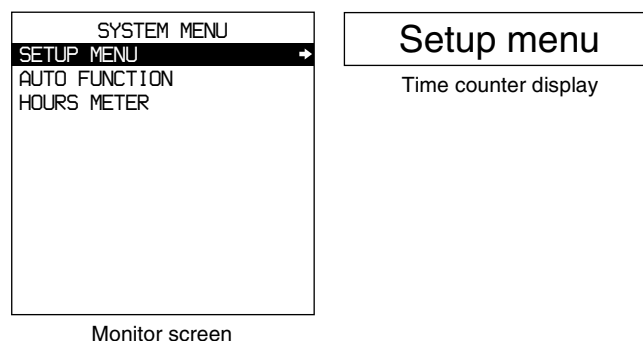 SYSTEM MENU
SETUP MENU
AUTO FUNCTION
HOURS METER
Monitor screen
Setup menu
Time counter display